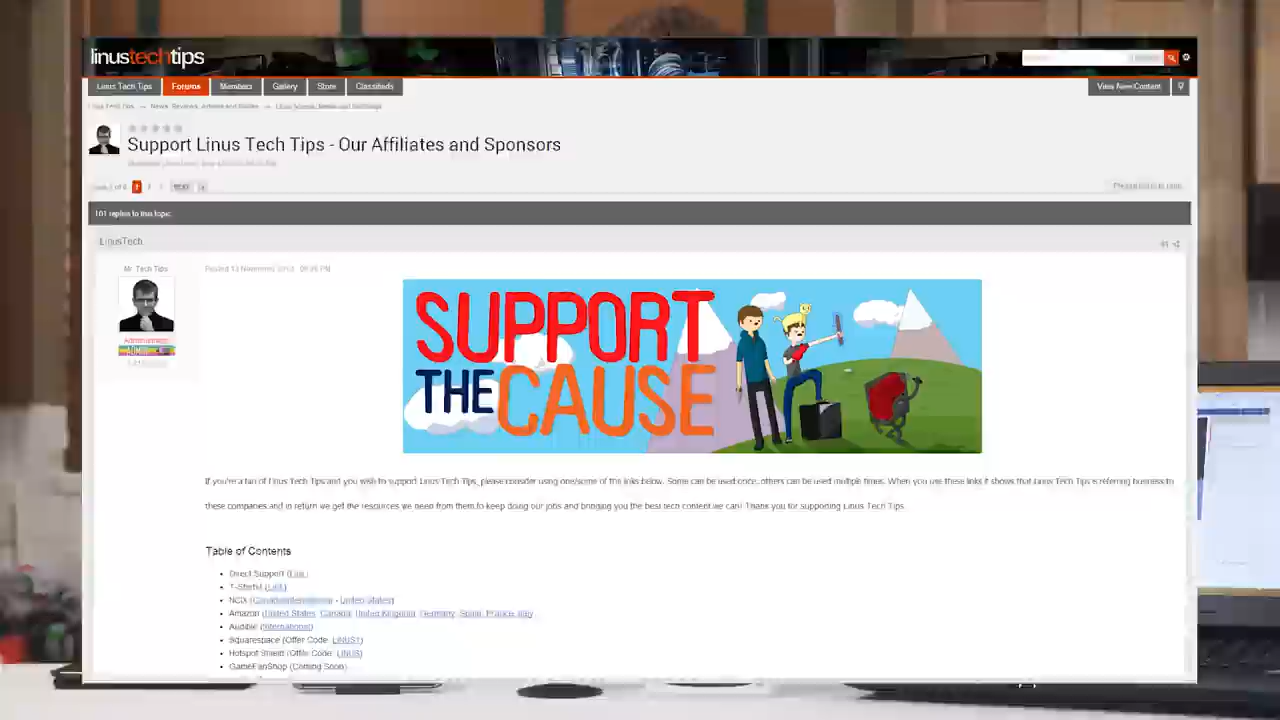 linustechtips
Linus Tech Tips Forums Members Gallery Store Classifieds View New Content
Support Linus Tech Tips - Our Affiliates and Sponsors
NEXT
101 replies to this topic
LinusTech
Mr. Tech Tips
Posted 13 November 2013 -
SUPPORT
THE CAUSE
If you're a fan of Linus Tech Tips and you wish to support Linus Tech Tips, please consider using one/some of the links below. Some can be used once, others can be used multiple times. When you use these links it shows that Linus Tech Tips is referring business to
these companies and in return we get the resources we need from them to keep doing our jobs and bringing you the best tech content we can! Thank you for supporting Linus Tech Tips.
Table of Contents
Direct Support (Link)
T-Shirts! (Link)
NCIX (Canada/International - United States)
Amazon (United States, Canada, United Kingdom, Germany, Spain, France, Italy
Audible (International)
Squarespace (Offer Code: LINUS1)
Hotspot Shield (Offer Code: LINUS)
GameFanShop (Coming Soon)